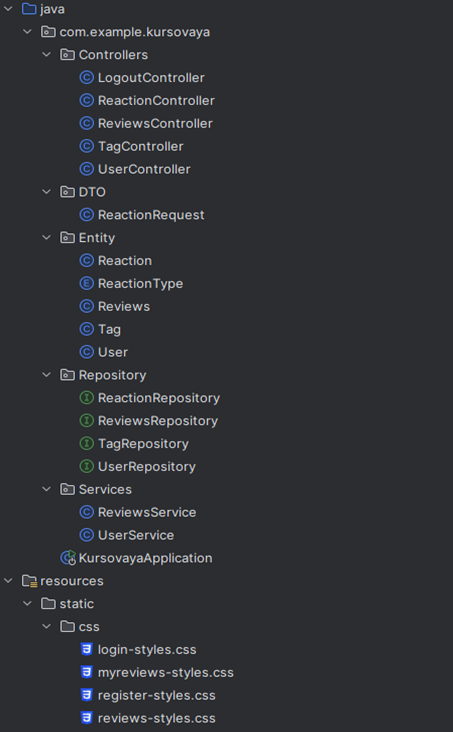 java
com.example.kursovaya
Controllers
LogoutController
ReactionController
ReviewsController
TagController
UserController
DTO
ReactionRequest
Entity
Reaction
ReactionType
Reviews
Tag
User
Repository
ReactionRepository
ReviewsRepository
TagRepository
UserRepository
Services
ReviewsService
UserService
KursovayaApplication
resources
static
css
login-styles.css
myreviews-styles.css
register-styles.css
reviews-styles.css